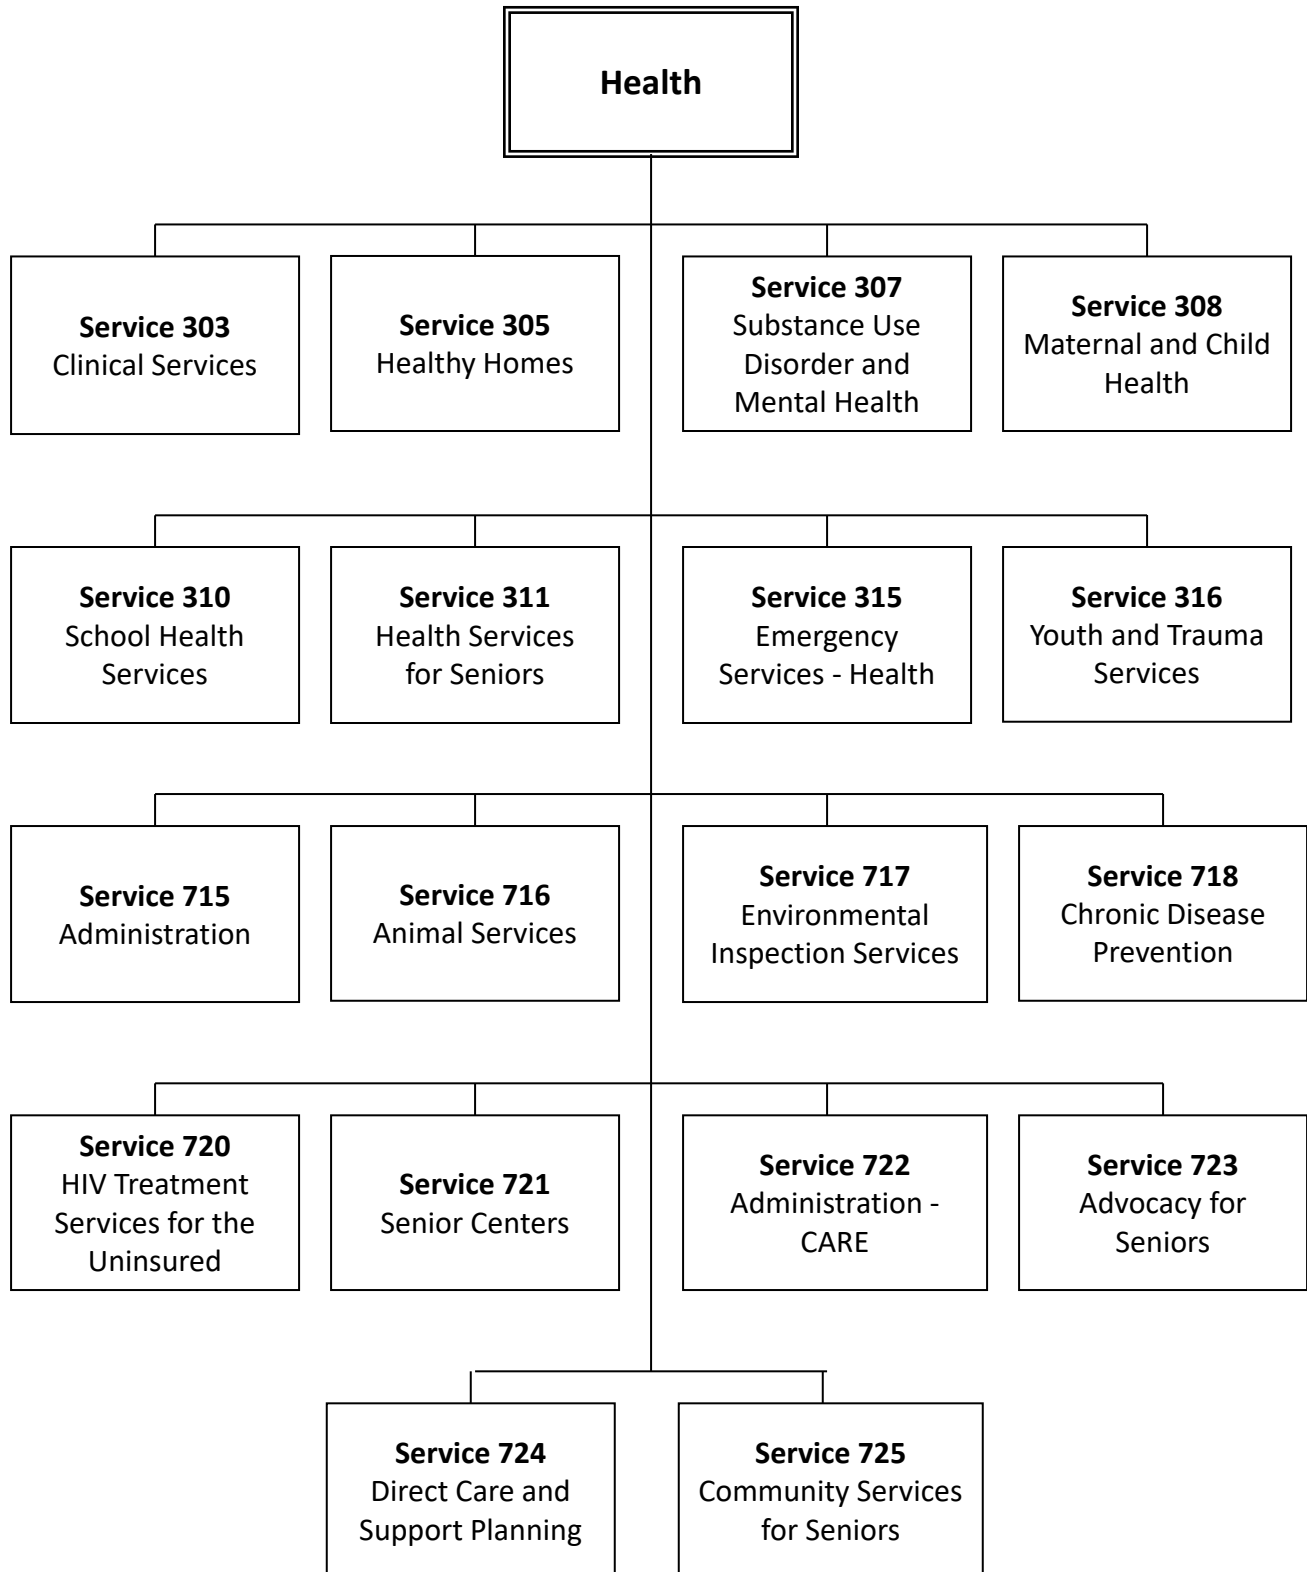 Health
Service 303
Clinical Services
Service 305
Healthy Homes
Service 307
Substance Use
Disorder and
Mental Health
Service 308
Maternal and Child
Health
Service 310
School Health
Services
Service 311
Health Services
for Seniors
Service 315
Emergency
Services - Health
Service 316
Youth and Trauma
Services
Service 715
Administration
Service 716
Animal Services
Service 717
Environmental
Inspection Services
Service 718
Chronic Disease
Prevention
Service 720
HIV Treatment
Services for the
Uninsured
Service 721
Senior Centers
Service 722
Administration -
CARE
Service 723
Advocacy for
Seniors
Service 724
Direct Care and
Support Planning
Service 725
Community Services
for Seniors